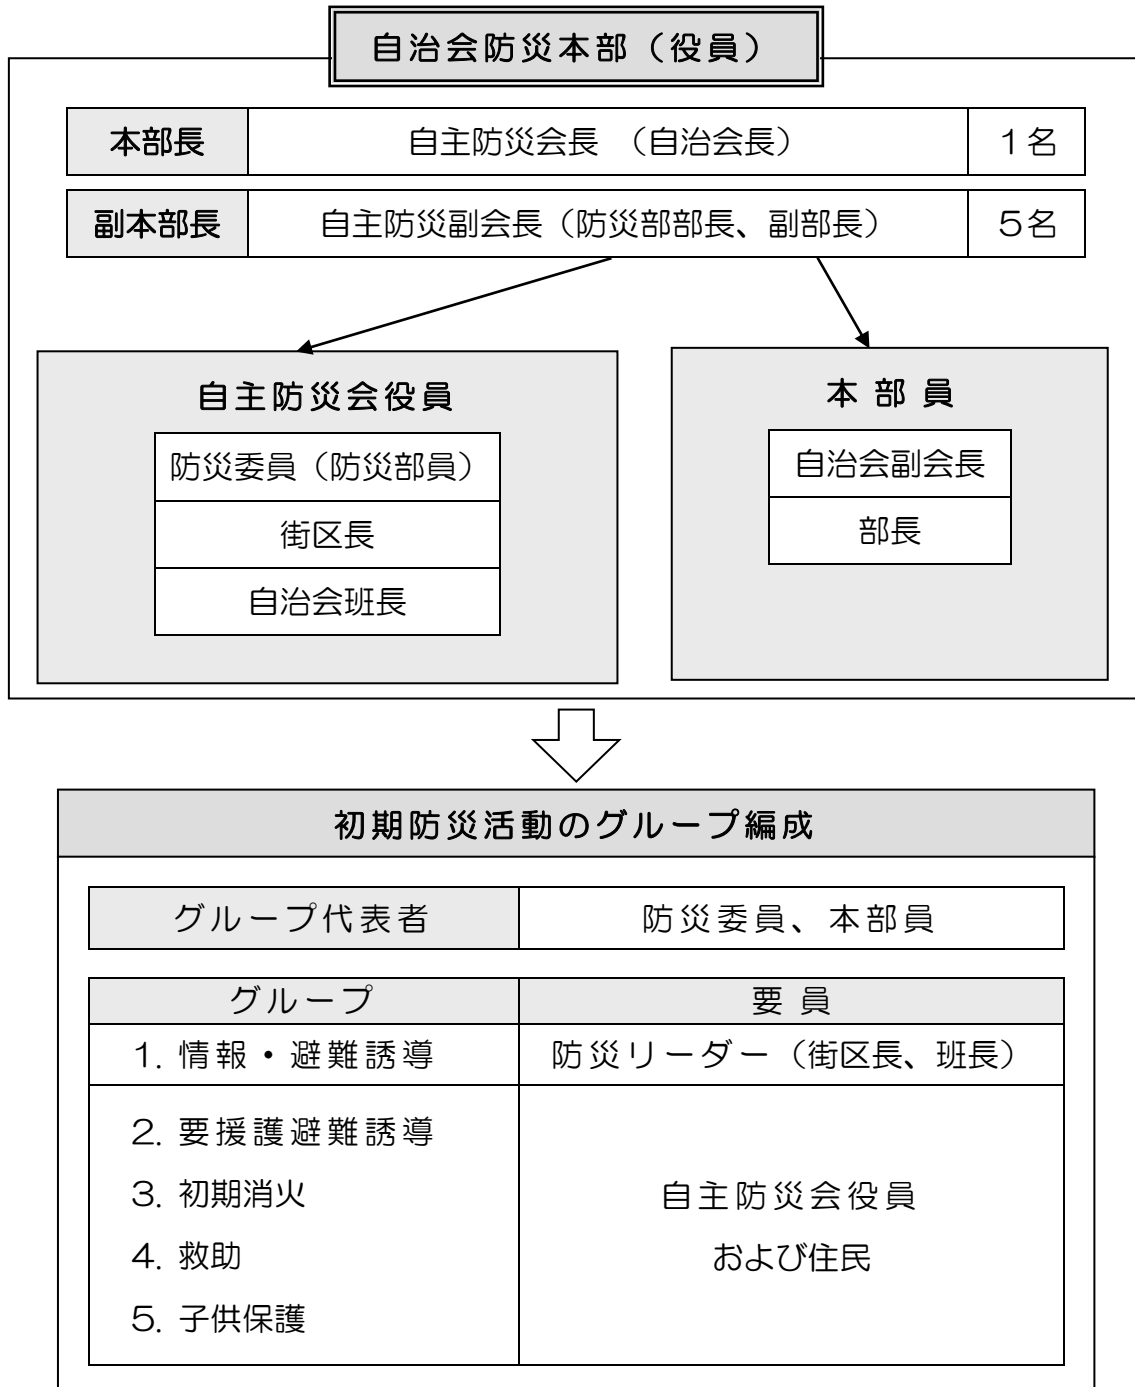 自治会防災本部（役員）
本部長 自主防災会長 （自治会長） 1名
副本部長 自主防災副会長（防災部部長、副部長） 5名
自主防災会役員
防災委員（防災部員）
街区長
自治会班長
本部員
自治会副会長
部長
初期防災活動のグループ編成
グループ代表者 防災委員、本部員
グループ 要員
1. 情報・避難誘導 防災リーダー（街区長、班長）
2. 要援護避難誘導
3. 初期消火
4. 救助
5. 子供保護
自主防災会役員
および住民